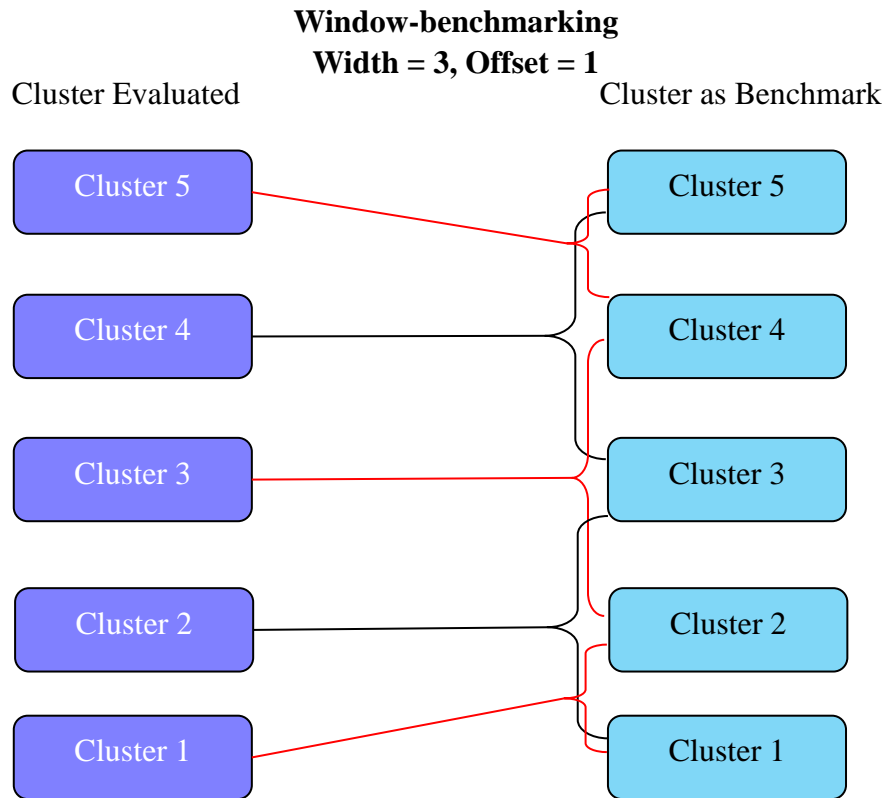 Window-benchmarking
Width = 3, Offset = 1
Cluster Evaluated Cluster as Benchmark
Cluster 5 Cluster 5
Cluster 4 Cluster 4
Cluster 3 Cluster 3
Cluster 2 Cluster 2
Cluster 1 Cluster 1